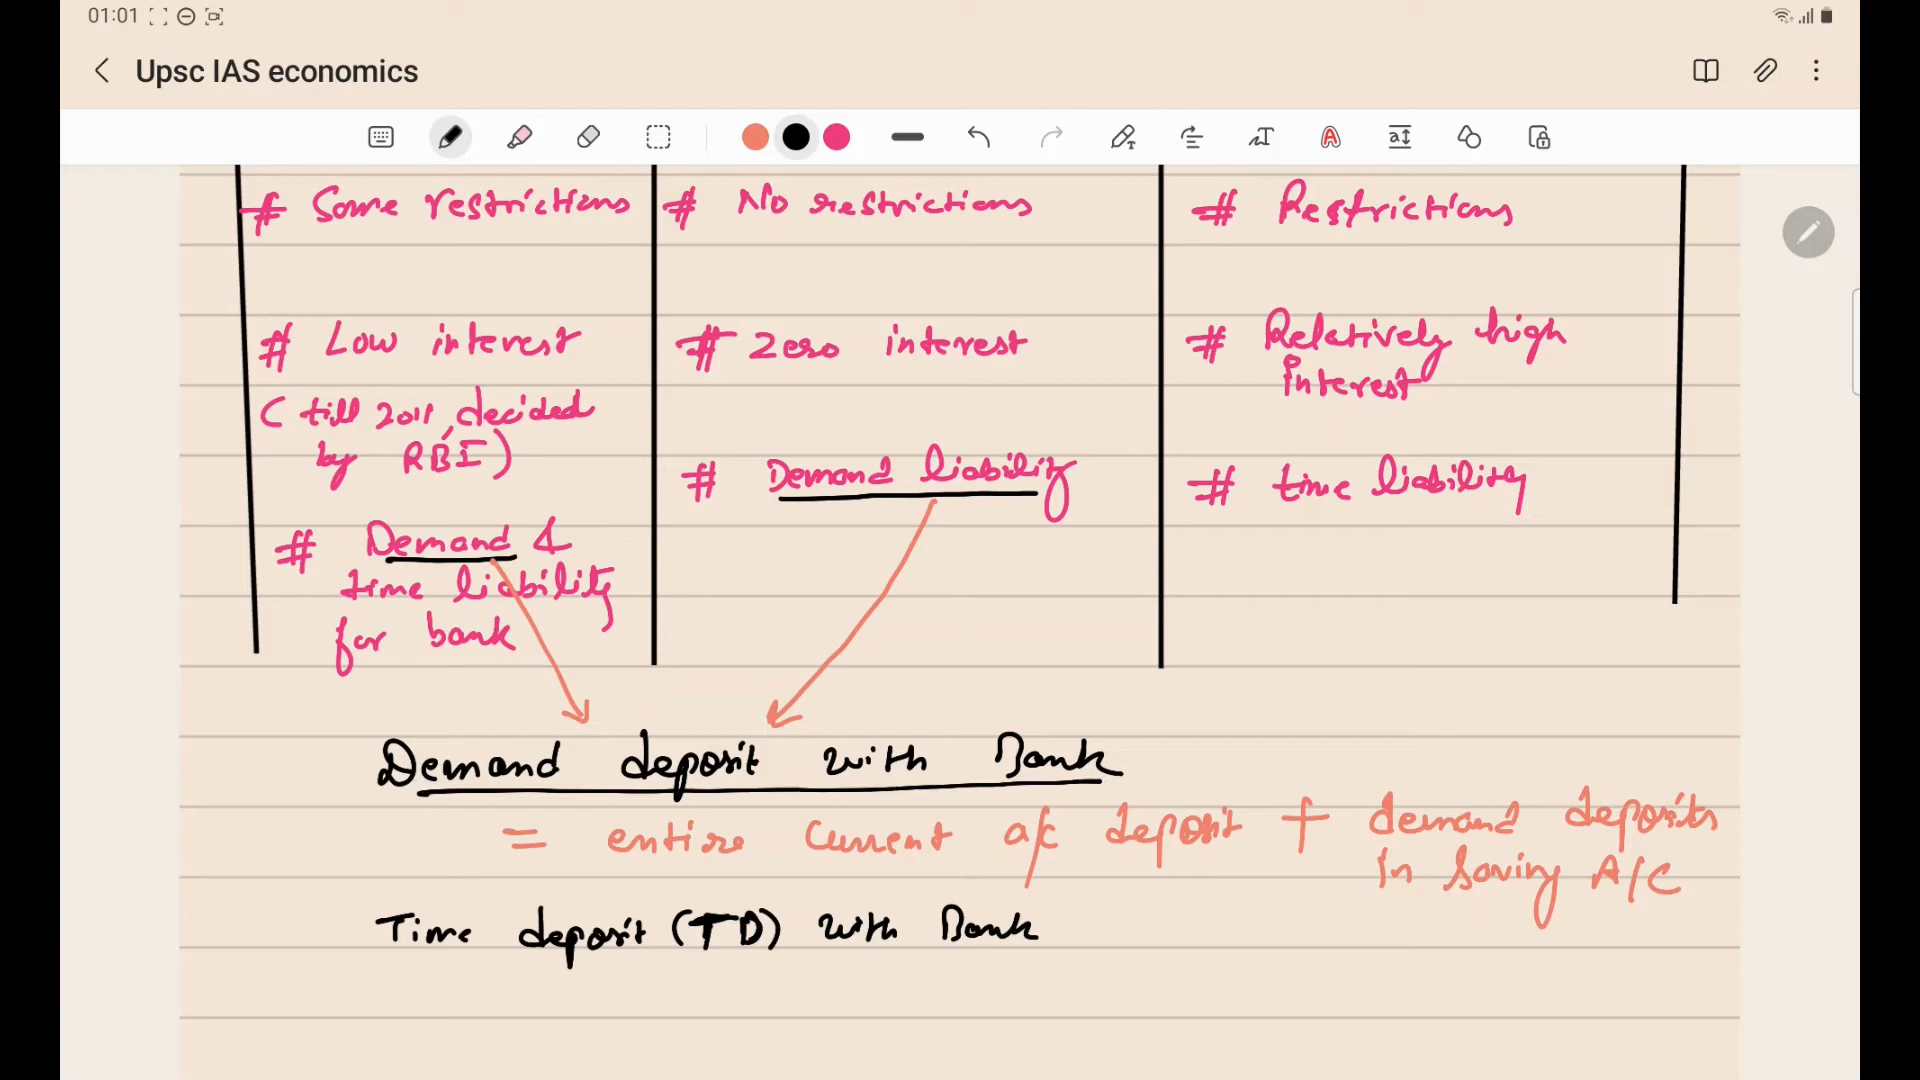 01:01
Upsc IAS economics
# Some restrictions
# Low interest
( till 2011, decided
by RBI)
# Demand &
time liability
for bank
# No restrictions
# Zero interest
# Demand liability
# Restrictions
# Relatively high
interest
# time liability
Demand deposit with Bank
= entire current a/c deposit + demand deposits
in Saving A/C
Time deposit (TD) with Bank